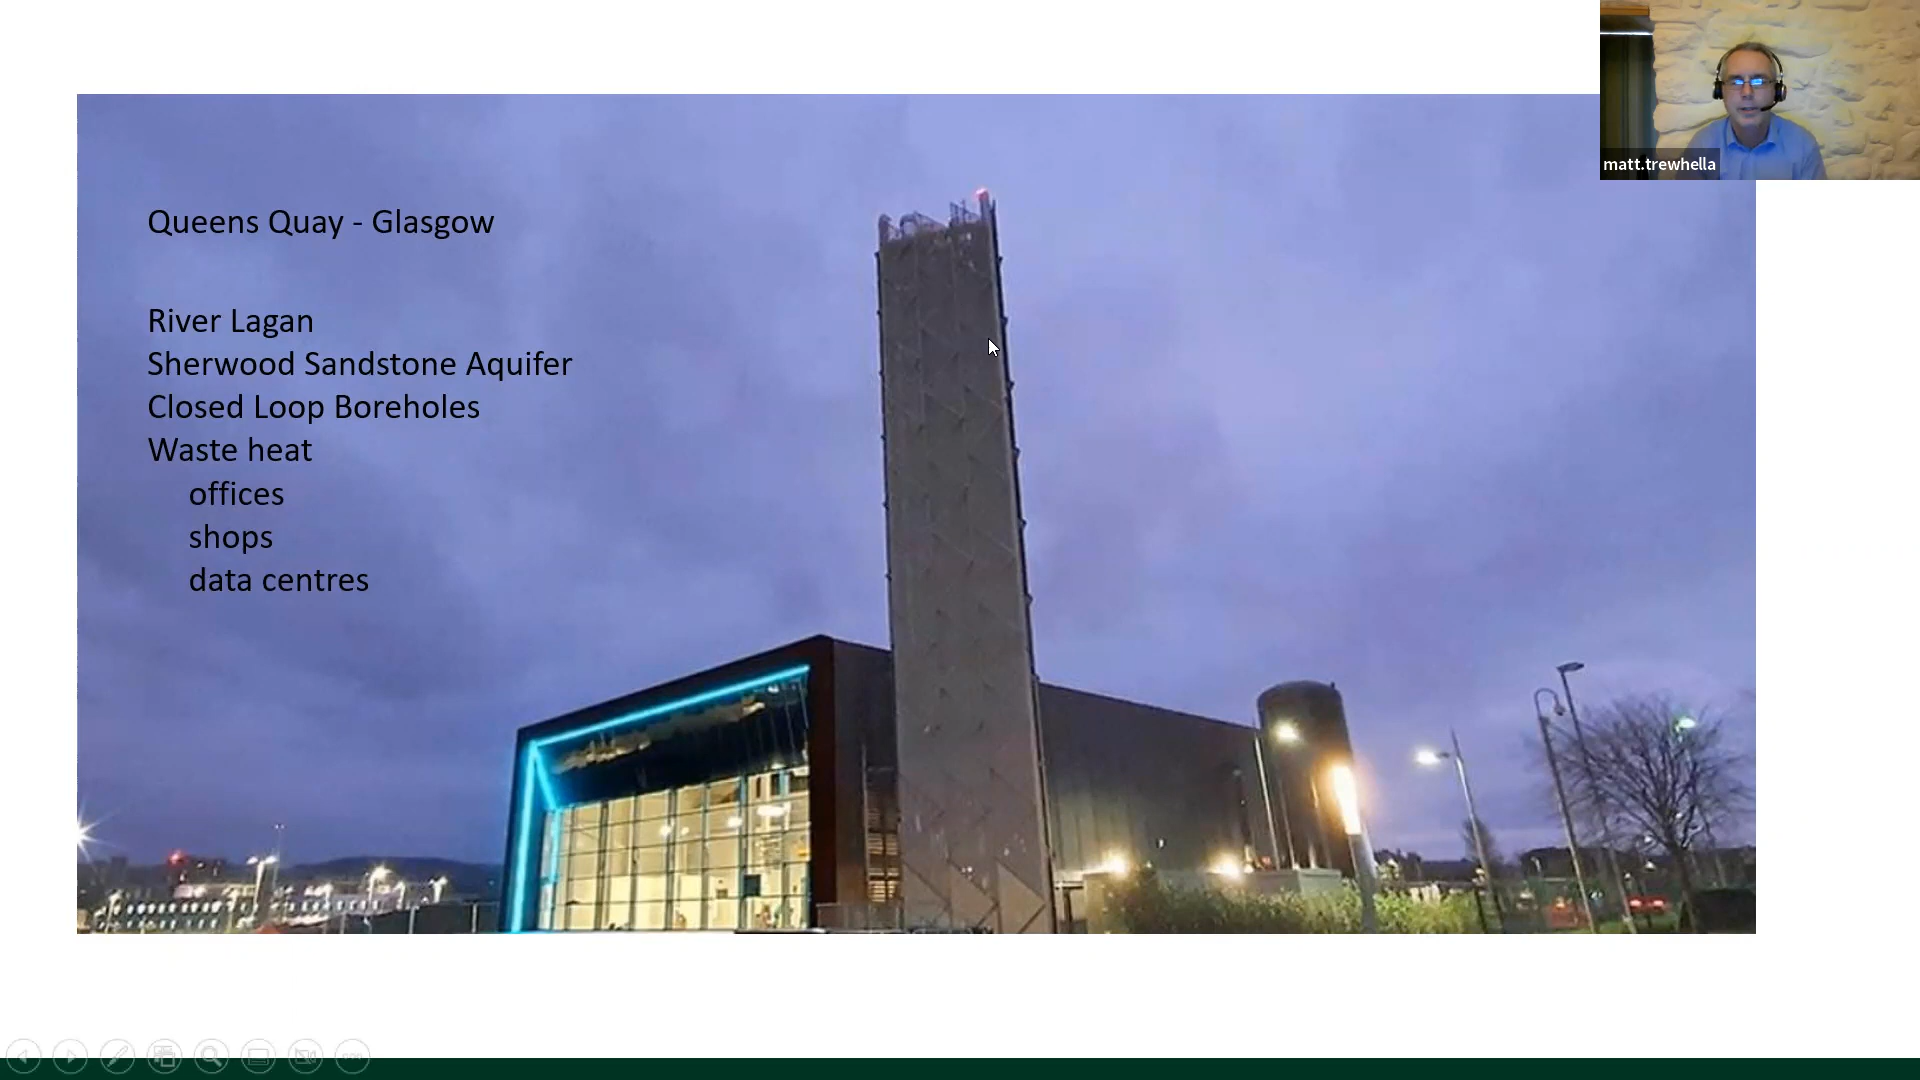 matt.trewhella
Queens Quay - Glasgow
River Lagan
Sherwood Sandstone Aquifer
Closed Loop Boreholes
Waste heat
offices
shops
data centres